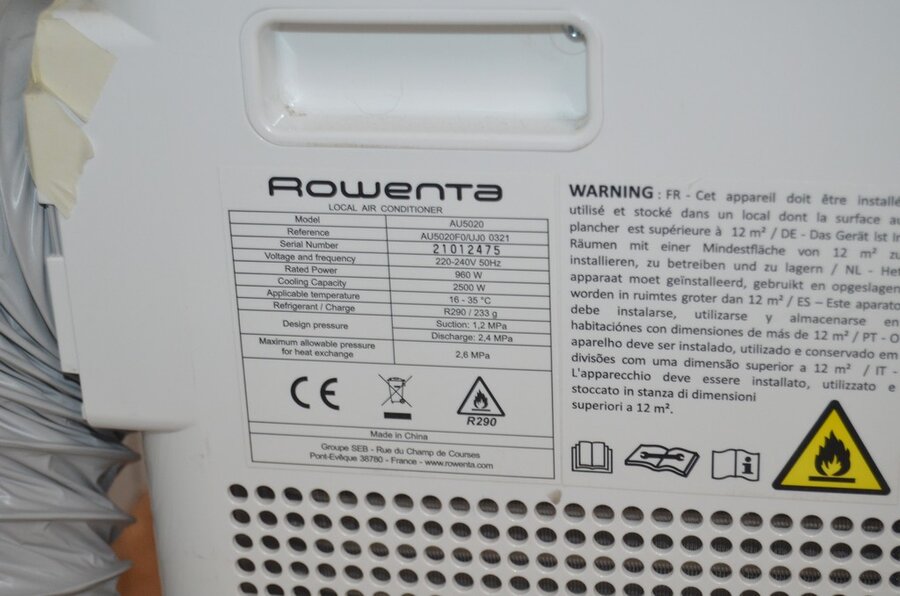 Rowenta
LOCAL AIR CONDITIONER
Model AU5020
Reference AU5020F0/UJ0 0321
Serial Number 21012475
Voltage and frequency 220-240V 50Hz
Rated Power 960 W
Cooling Capacity 2500 W
Applicable temperature 16 - 35 °C
Refrigerant / Charge R290 / 233 g
Design pressure Suction: 1,2 MPa
Discharge: 2,4 MPa
Maximum allowable pressure
for heat exchange 2,6 MPa
CE
R290
Made in China
Groupe SEB - Rue du Champ de Courses
Pont-Evêque 38780 - France - www.rowenta.com
WARNING : FR - Cet appareil doit être installé
utilisé et stocké dans un local dont la surface au
plancher est supérieure à 12 m² / DE - Das Gerät ist in
Räumen mit einer Mindestfläche von 12 m² zu
installieren, zu betreiben und zu lagern / NL - Het
apparaat moet geïnstalleerd, gebruikt en opgeslagen
worden in ruimtes groter dan 12 m² / ES – Este aparato
debe instalarse, utilizarse y almacenarse en
habitaciónes con dimensiones de más de 12 m² / PT - O
aparelho deve ser instalado, utilizado e conservado em
divisões com uma dimensão superior a 12 m² / IT -
L'apparecchio deve essere installato, utilizzato e
stoccato in stanza di dimensioni
superiori a 12 m².